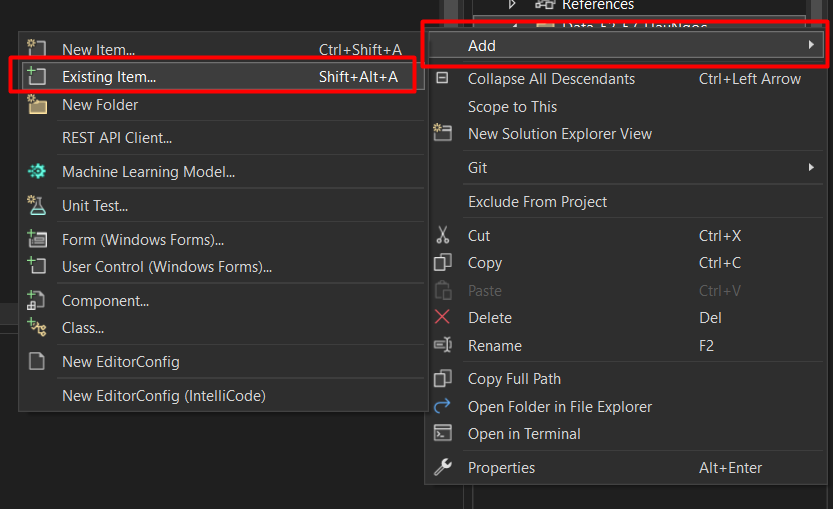 References
Add
Collapse All Descendants Ctrl+Left Arrow
Scope to This
New Solution Explorer View
Git
Exclude From Project
Cut Ctrl+X
Copy Ctrl+C
Paste Ctrl+V
Delete Del
Rename F2
Copy Full Path
Open Folder in File Explorer
Open in Terminal
Properties Alt+Enter
New Item... Ctrl+Shift+A
Existing Item... Shift+Alt+A
New Folder
REST API Client...
Machine Learning Model...
Unit Test...
Form (Windows Forms)...
User Control (Windows Forms)...
Component...
Class...
New EditorConfig
New EditorConfig (IntelliCode)